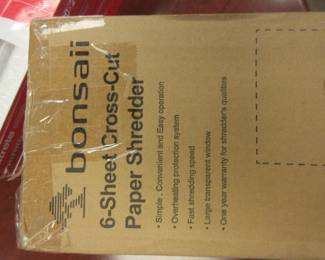 bonsaii
6-Sheet Cross-Cut
Paper Shredder
• Simple , Convenient and Easy operation
• Overheating protection system
• Fast shredding speed
• Large transparent window
• One year warranty for shredder's qualities